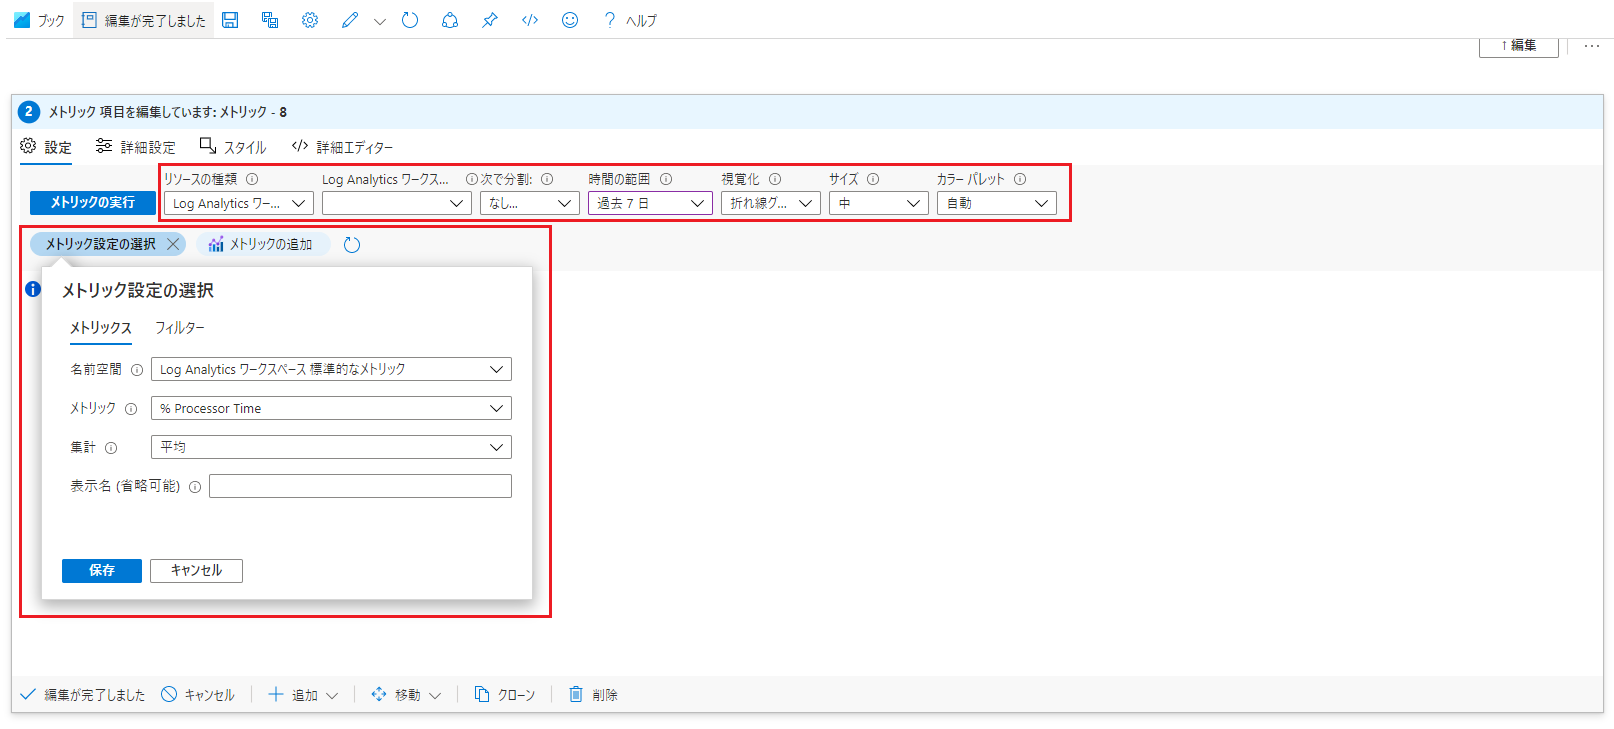 ブック 編集が完了しました ヘルプ
↑ 編集 ...
2 メトリック 項目を編集しています: メトリック - 8
設定 詳細設定 スタイル 詳細エディター
リソースの種類 Log Analytics ワークス... 次で分割: 時間の範囲 視覚化 サイズ カラー パレット
メトリックの実行 Log Analytics ワー... なし... 過去 7 日 折れ線グ... 中 自動
メトリック設定の選択 メトリックの追加
メトリック設定の選択
メトリックス フィルター
名前空間 Log Analytics ワークスペース 標準的なメトリック
メトリック % Processor Time
集計 平均
表示名 (省略可能)
保存 キャンセル
編集が完了しました キャンセル 追加 移動 クローン 削除